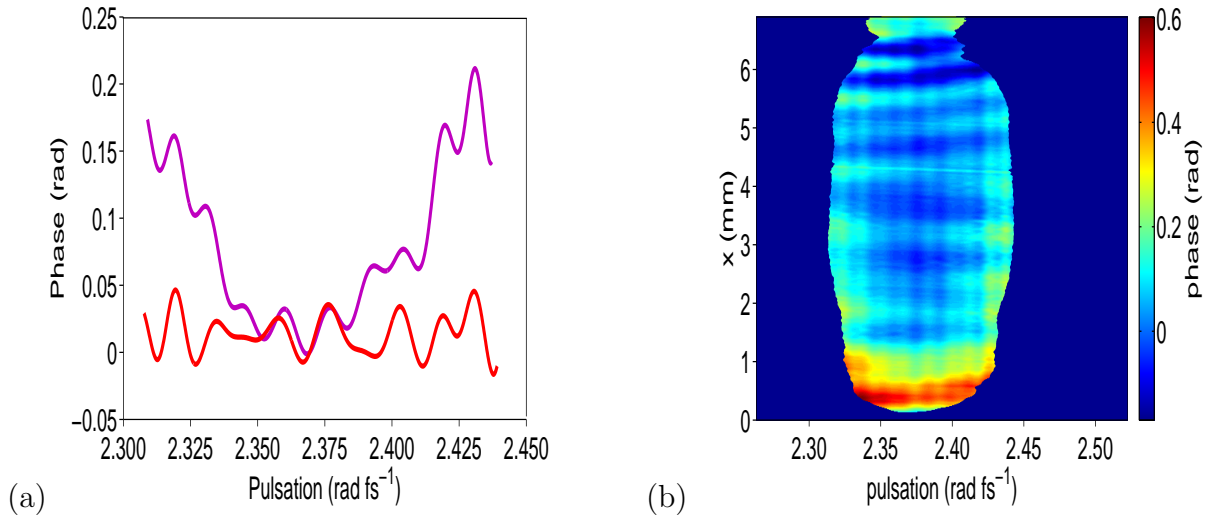 0.25
0.2
0.15
0.1
0.05
0
−0.05
Phase (rad)
2.300 2.325 2.350 2.375 2.400 2.425 2.450
Pulsation (rad fs⁻¹)
(a)
6
5
4
3
2
1
0
x (mm)
2.30 2.35 2.40 2.45 2.50
pulsation (rad fs⁻¹)
0.6
0.4
0.2
0
phase (rad)
(b)